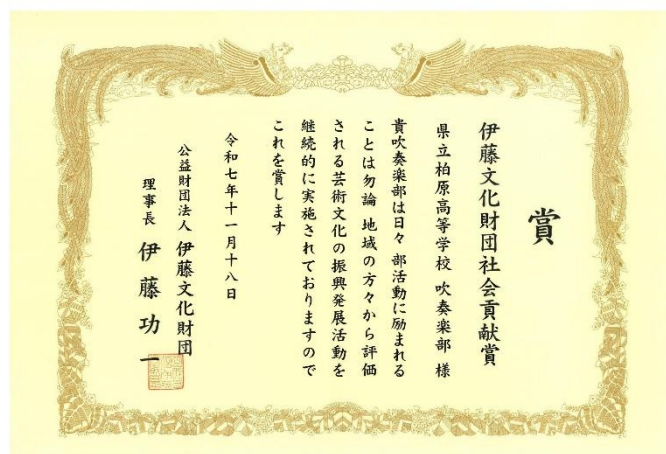 賞
伊藤文化財団社会貢献賞
県立柏原高等学校 吹奏楽部 様
貴吹奏楽部は日々 部活動に励まれる
ことは勿論 地域の方々から評価
される芸術文化の振興発展活動を
継続的に実施されておりますので
これを賞します
令和七年十一月十八日
公益財団法人 伊藤文化財団
理事長 伊藤功一